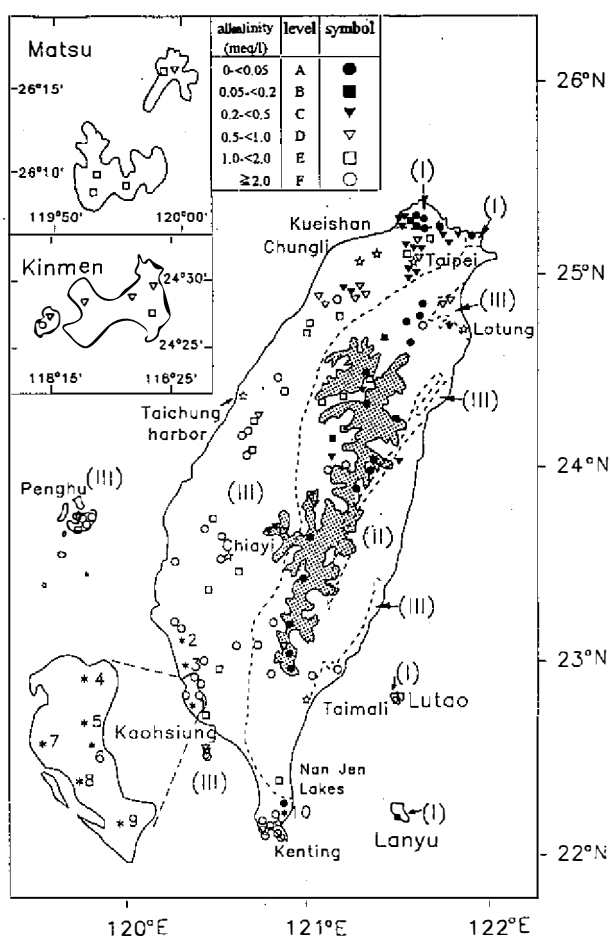 Matsu
26°15'
26°10'
119°50'
120°00'
Kinmen
24°30'
24°25'
118°15'
116°25'
alkalinity level symbol
(meq/l)
0-<0.05 A
0.05-<0.2 B
0.2-<0.5 C
0.5-<1.0 D
1.0-<2.0 E
≧2.0 F
26°N
(I)
(I)
Kueishan
Chungli
Taipei
25°N
(III)
Lotung
Taichung
harbor
(III)
24°N
Penghu
(III)
(III)
Chiayi
(II)
(III)
2
3
23°N
(I)
Taimali
Lutao
4
5
Kaohsiung
7
6
8
9
(III)
Nan Jen
Lakes
10
(I)
Lanyu
Kenting
22°N
120°E
121°E
122°E